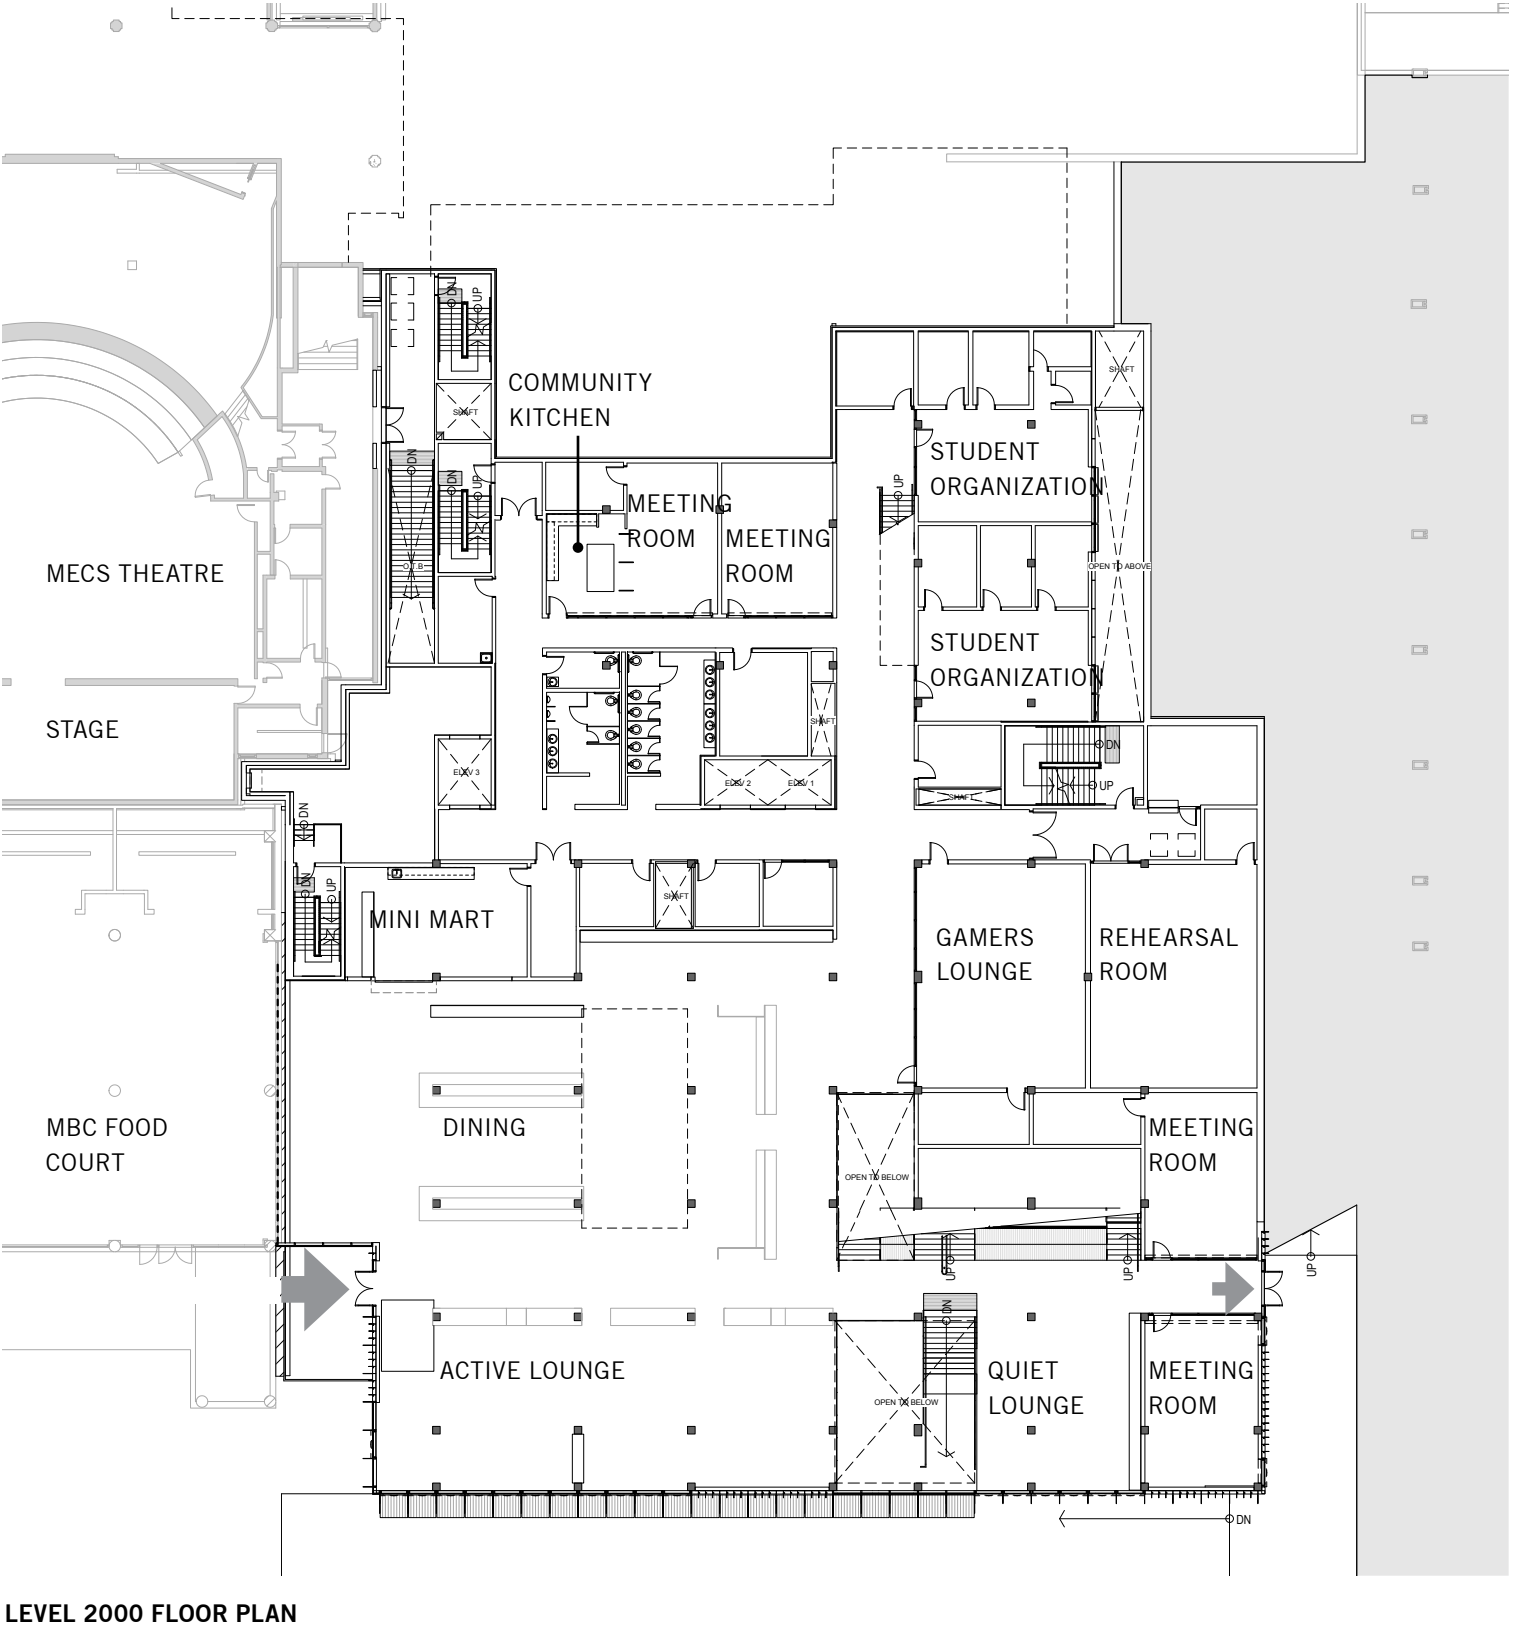 DN
UP
SHAFT
SHAFT
COMMUNITY
KITCHEN
DN
DN
UP
UP
STUDENT
ORGANIZATION
MEETING
ROOM
MEETING
ROOM
O.T.B
OPEN TO ABOVE
MECS THEATRE
STUDENT
ORGANIZATION
STAGE
SHAFT
DN
ELEV 3
ELEV 2
ELEV 1
UP
SHAFT
DN
DN
UP
SHAFT
MINI MART
GAMERS
LOUNGE
REHEARSAL
ROOM
MBC FOOD
COURT
DINING
MEETING
ROOM
OPEN TO BELOW
UP
UP
UP
DN
ACTIVE LOUNGE
QUIET
LOUNGE
MEETING
ROOM
OPEN TO BELOW
DN
LEVEL 2000 FLOOR PLAN